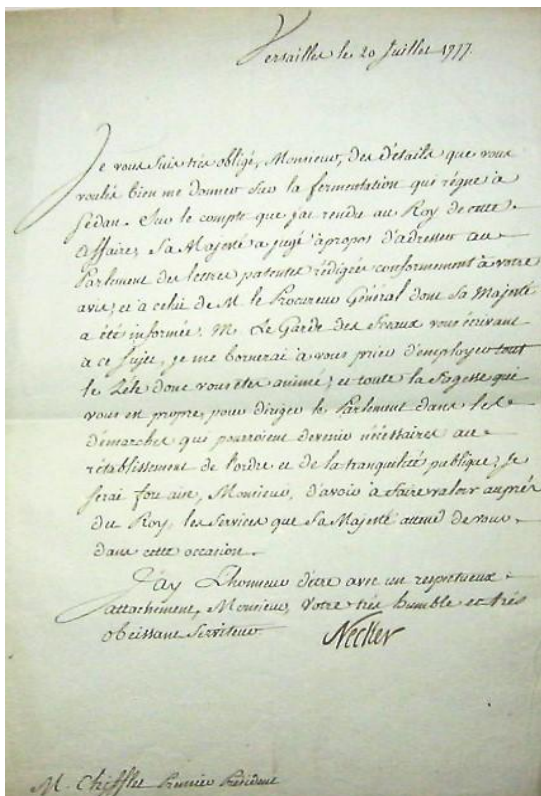 Versailles le 20 Juillet 1777.
Je vous suis très obligé, Monsieur, des détails que vous
voulés bien me donner sur la fermentation qui régne à
Sédan. Sur le compte que j'ai rendu au Roy de cette
Affaire, Sa Majesté a jugé àpropos d'adresser au
Parlement des lettres patentes rédigées conformement à votre
avis, et à celui de M. le Procureur Général dont Sa Majesté
a été informée. M. Le Garde des Sceaux vous écrivant
à ce sujet, je me bornerai à vous prier d'employer tout
le Zéle dont vous êtes animé, et toute la Sagesse qui
vous est propre, pour diriger le Parlement dans les
démarches que pourroient devenir nécessaires au
rétablissement de l'ordre et de la tranquilité publique; Je
serai fort aise, Monsieur, d'avoir à faire valoir auprès
du Roy, les services que Sa Majesté attend de vous
dans cette occasion.
J'ay L'honneur d'être avec un respectueux
attachement, Monsieur, Votre très humble et très
obéissant Serviteur
Necker
M. Chifflet Premier Président